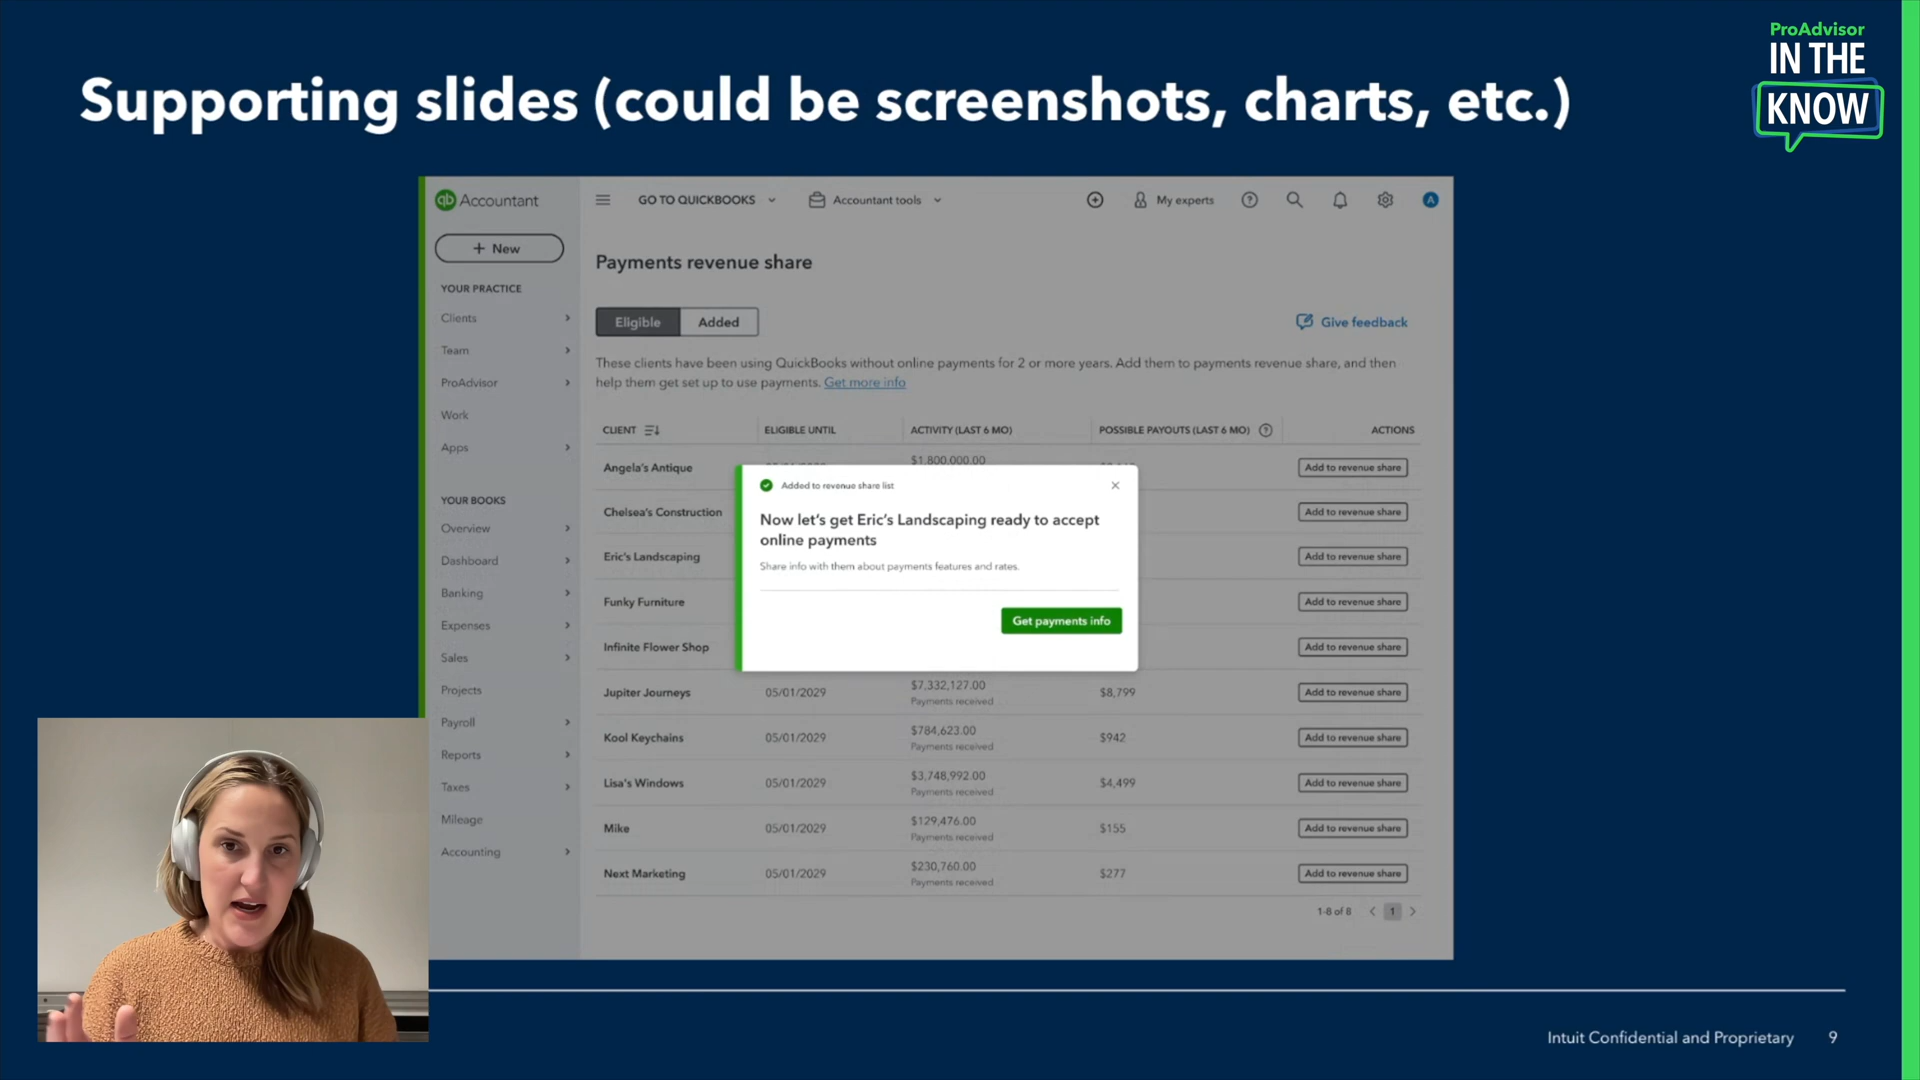 ProAdvisor
IN THE
KNOW
Supporting slides (could be screenshots, charts, etc.)
qb Accountant
GO TO QUICKBOOKS
Accountant tools
My experts
A
+ New
YOUR PRACTICE
Clients
Team
ProAdvisor
Work
Apps
YOUR BOOKS
Overview
Dashboard
Banking
Expenses
Sales
Projects
Payroll
Reports
Taxes
Mileage
Accounting
Payments revenue share
Eligible Added
Give feedback
These clients have been using QuickBooks without online payments for 2 or more years. Add them to payments revenue share, and then
help them get set up to use payments. Get more info
CLIENT ELIGIBLE UNTIL ACTIVITY (LAST 6 MO) POSSIBLE PAYOUTS (LAST 6 MO) ACTIONS
Angela's Antique $1,800,000.00 Add to revenue share
Chelsea's Construction Add to revenue share
Eric's Landscaping Add to revenue share
Funky Furniture Add to revenue share
Infinite Flower Shop Add to revenue share
Added to revenue share list
Now let's get Eric's Landscaping ready to accept
online payments
Share info with them about payments features and rates.
Get payments info
Jupiter Journeys 05/01/2029 $7,332,127.00 $8,799 Add to revenue share
Payments received
Kool Keychains 05/01/2029 $784,623.00 $942 Add to revenue share
Payments received
Lisa's Windows 05/01/2029 $3,748,992.00 $4,499 Add to revenue share
Payments received
Mike 05/01/2029 $129,476.00 $155 Add to revenue share
Payments received
Next Marketing 05/01/2029 $230,760.00 $277 Add to revenue share
Payments received
1-8 of 8 1
Intuit Confidential and Proprietary 9